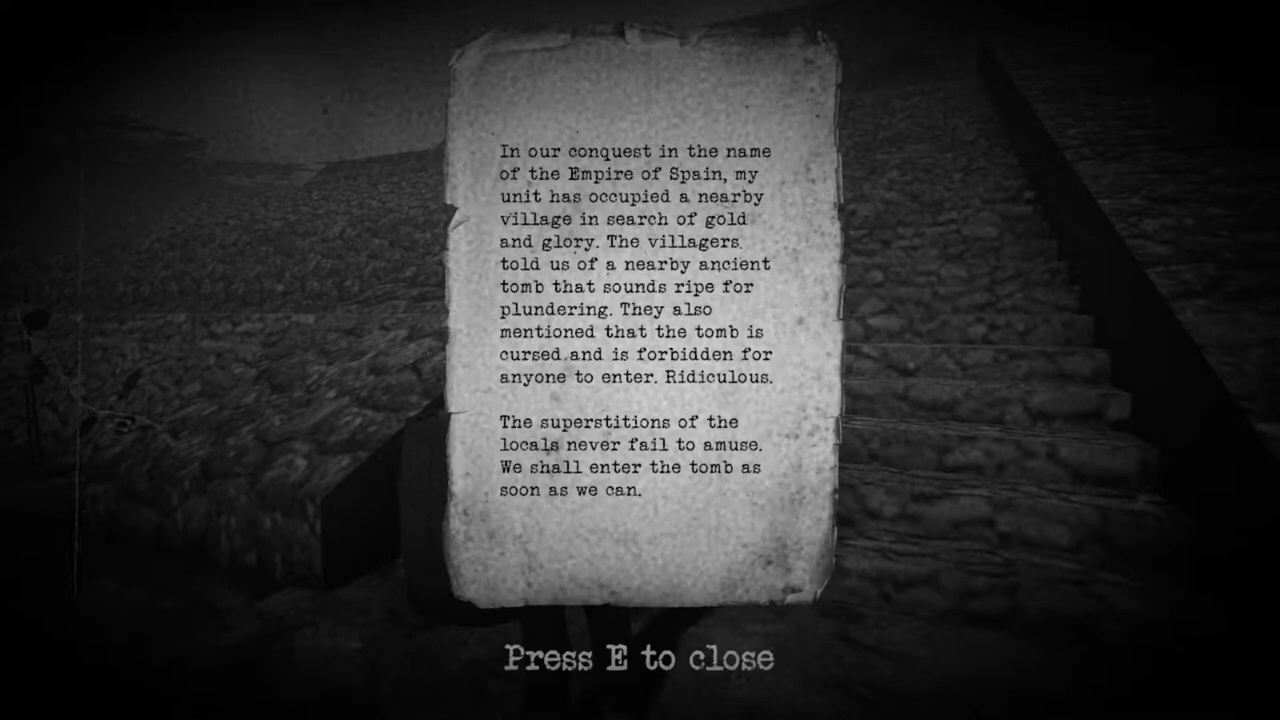 In our conquest in the name
of the Empire of Spain, my
unit has occupied a nearby
village in search of gold
and glory. The villagers
told us of a nearby ancient
tomb that sounds ripe for
plundering. They also
mentioned that the tomb is
cursed and is forbidden for
anyone to enter. Ridiculous.
The superstitions of the
locals never fail to amuse.
We shall enter the tomb as
soon as we can.
Press E to close